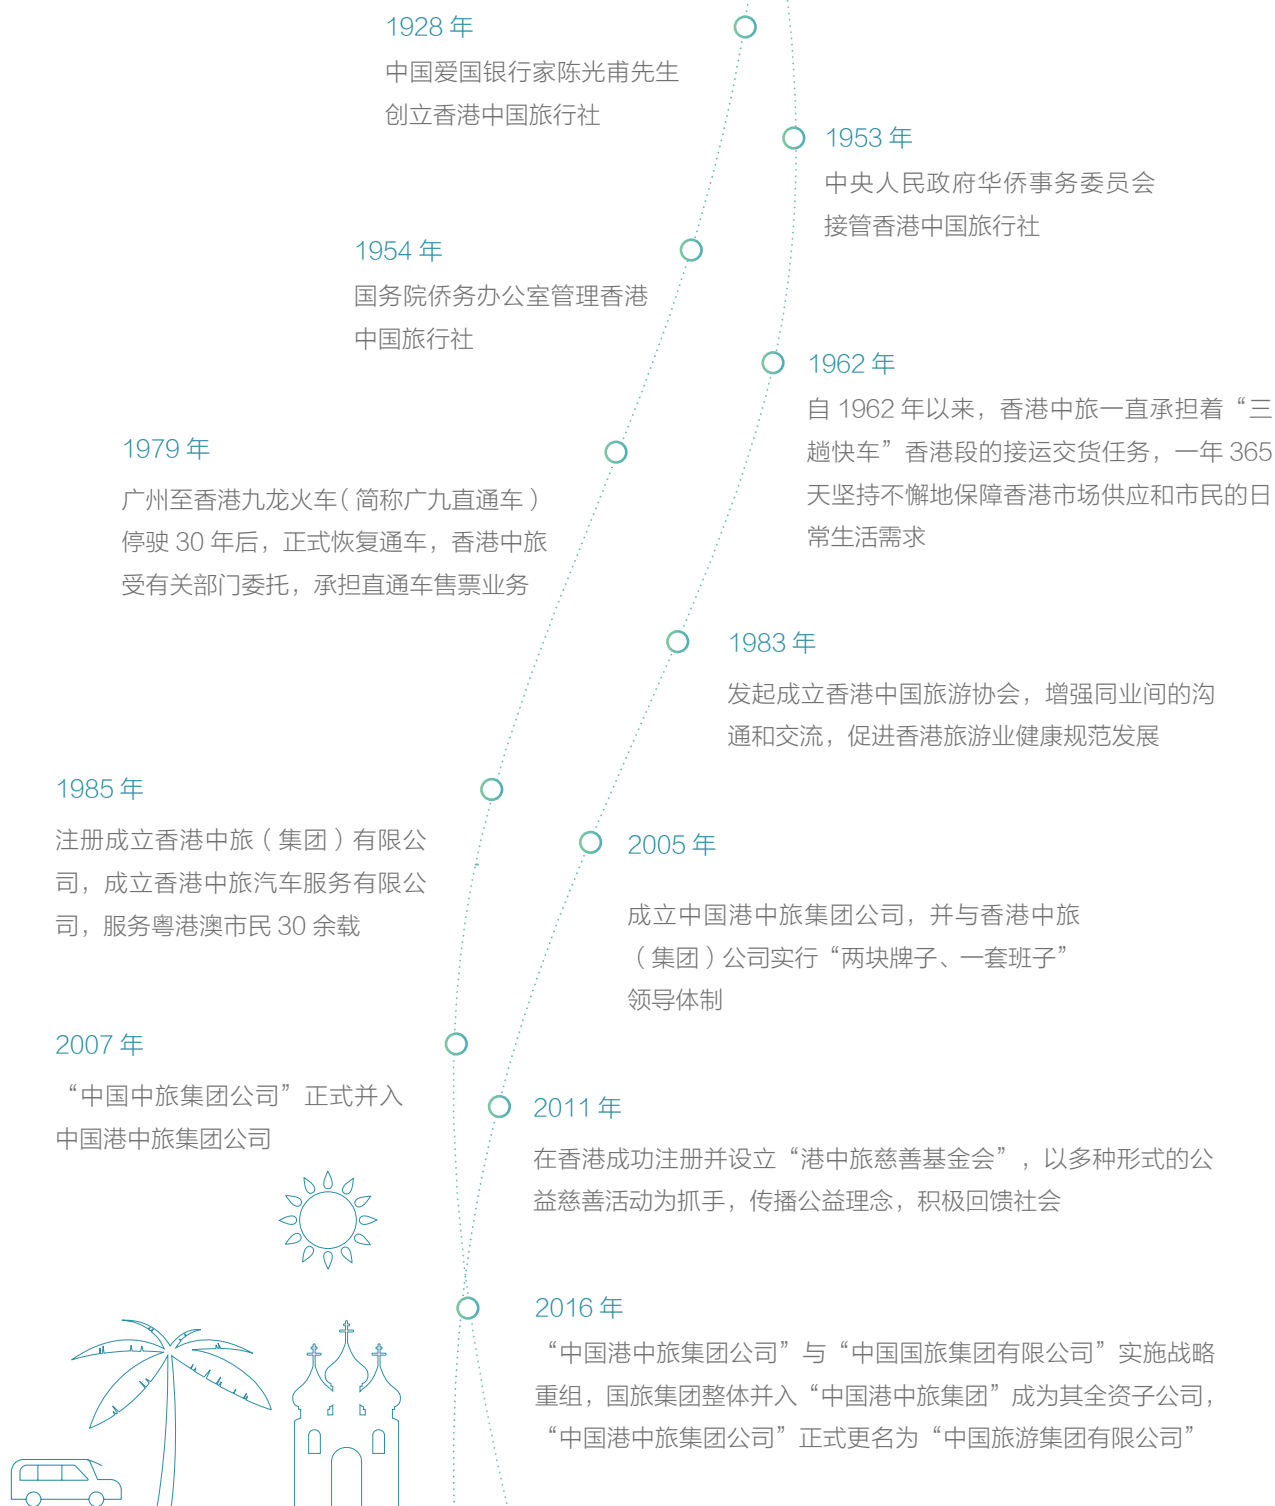 1928 年
中国爱国银行家陈光甫先生
创立香港中国旅行社
1953 年
中央人民政府华侨事务委员会
接管香港中国旅行社
1954 年
国务院侨务办公室管理香港
中国旅行社
1962 年
自 1962 年以来，香港中旅一直承担着“三
趟快车”香港段的接运交货任务，一年 365
天坚持不懈地保障香港市场供应和市民的日
常生活需求
1979 年
广州至香港九龙火车（简称广九直通车）
停驶 30 年后，正式恢复通车，香港中旅
受有关部门委托，承担直通车售票业务
1983 年
发起成立香港中国旅游协会，增强同业间的沟
通和交流，促进香港旅游业健康规范发展
1985 年
注册成立香港中旅（集团）有限公
司，成立香港中旅汽车服务有限公
司，服务粤港澳市民 30 余载
2005 年
成立中国港中旅集团公司，并与香港中旅
（集团）公司实行“两块牌子、一套班子”
领导体制
2007 年
“中国中旅集团公司”正式并入
中国港中旅集团公司
2011 年
在香港成功注册并设立“港中旅慈善基金会”，以多种形式的公
益慈善活动为抓手，传播公益理念，积极回馈社会
2016 年
“中国港中旅集团公司”与“中国国旅集团有限公司”实施战略
重组，国旅集团整体并入“中国港中旅集团”成为其全资子公司，
“中国港中旅集团公司”正式更名为“中国旅游集团有限公司”